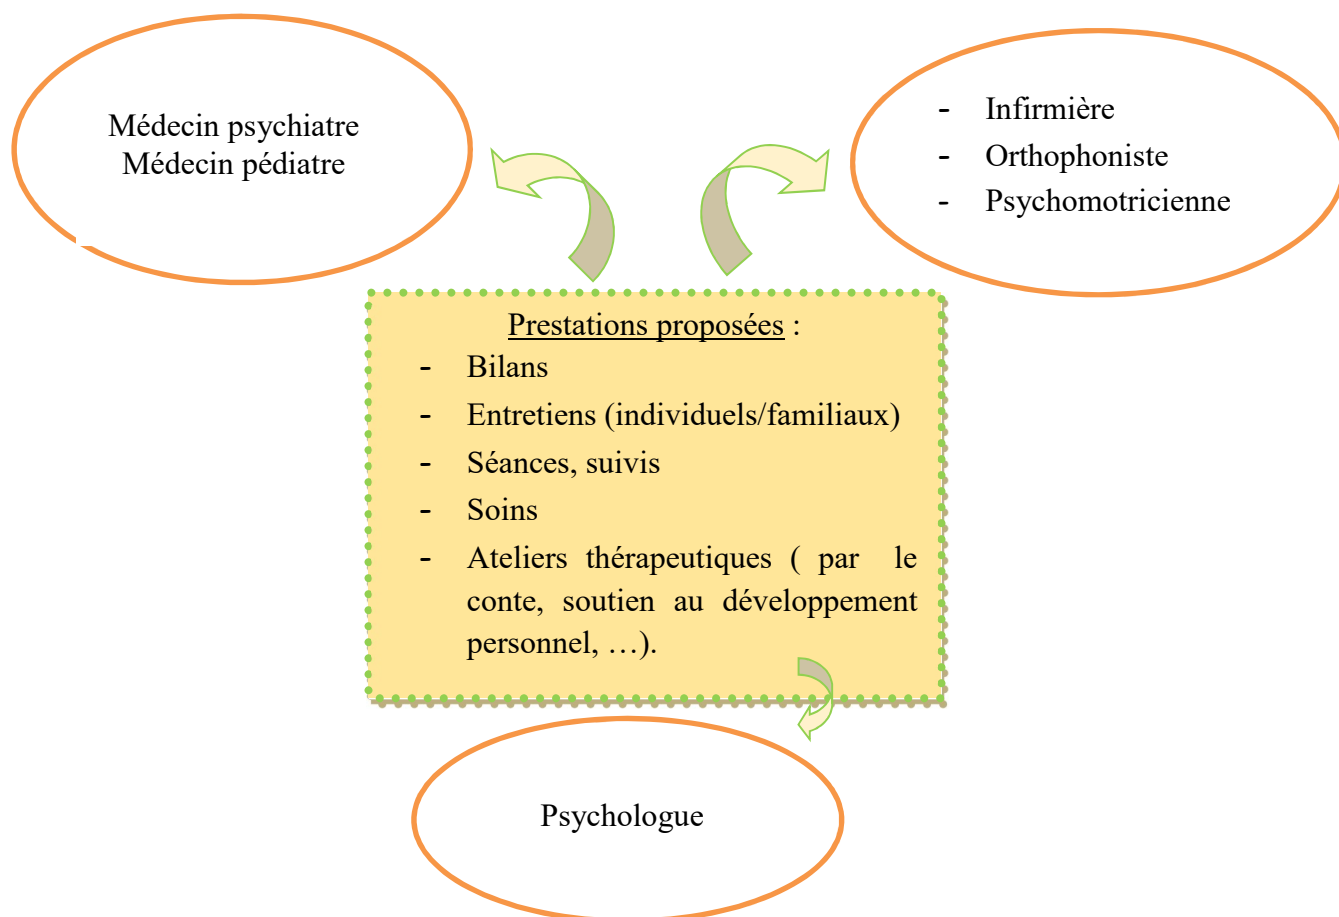 Médecin psychiatre
Médecin pédiatre
- Infirmière
- Orthophoniste
- Psychomotricienne
Prestations proposées :
- Bilans
- Entretiens (individuels/familiaux)
- Séances, suivis
- Soins
- Ateliers thérapeutiques ( par le
conte, soutien au développement
personnel, …).
Psychologue